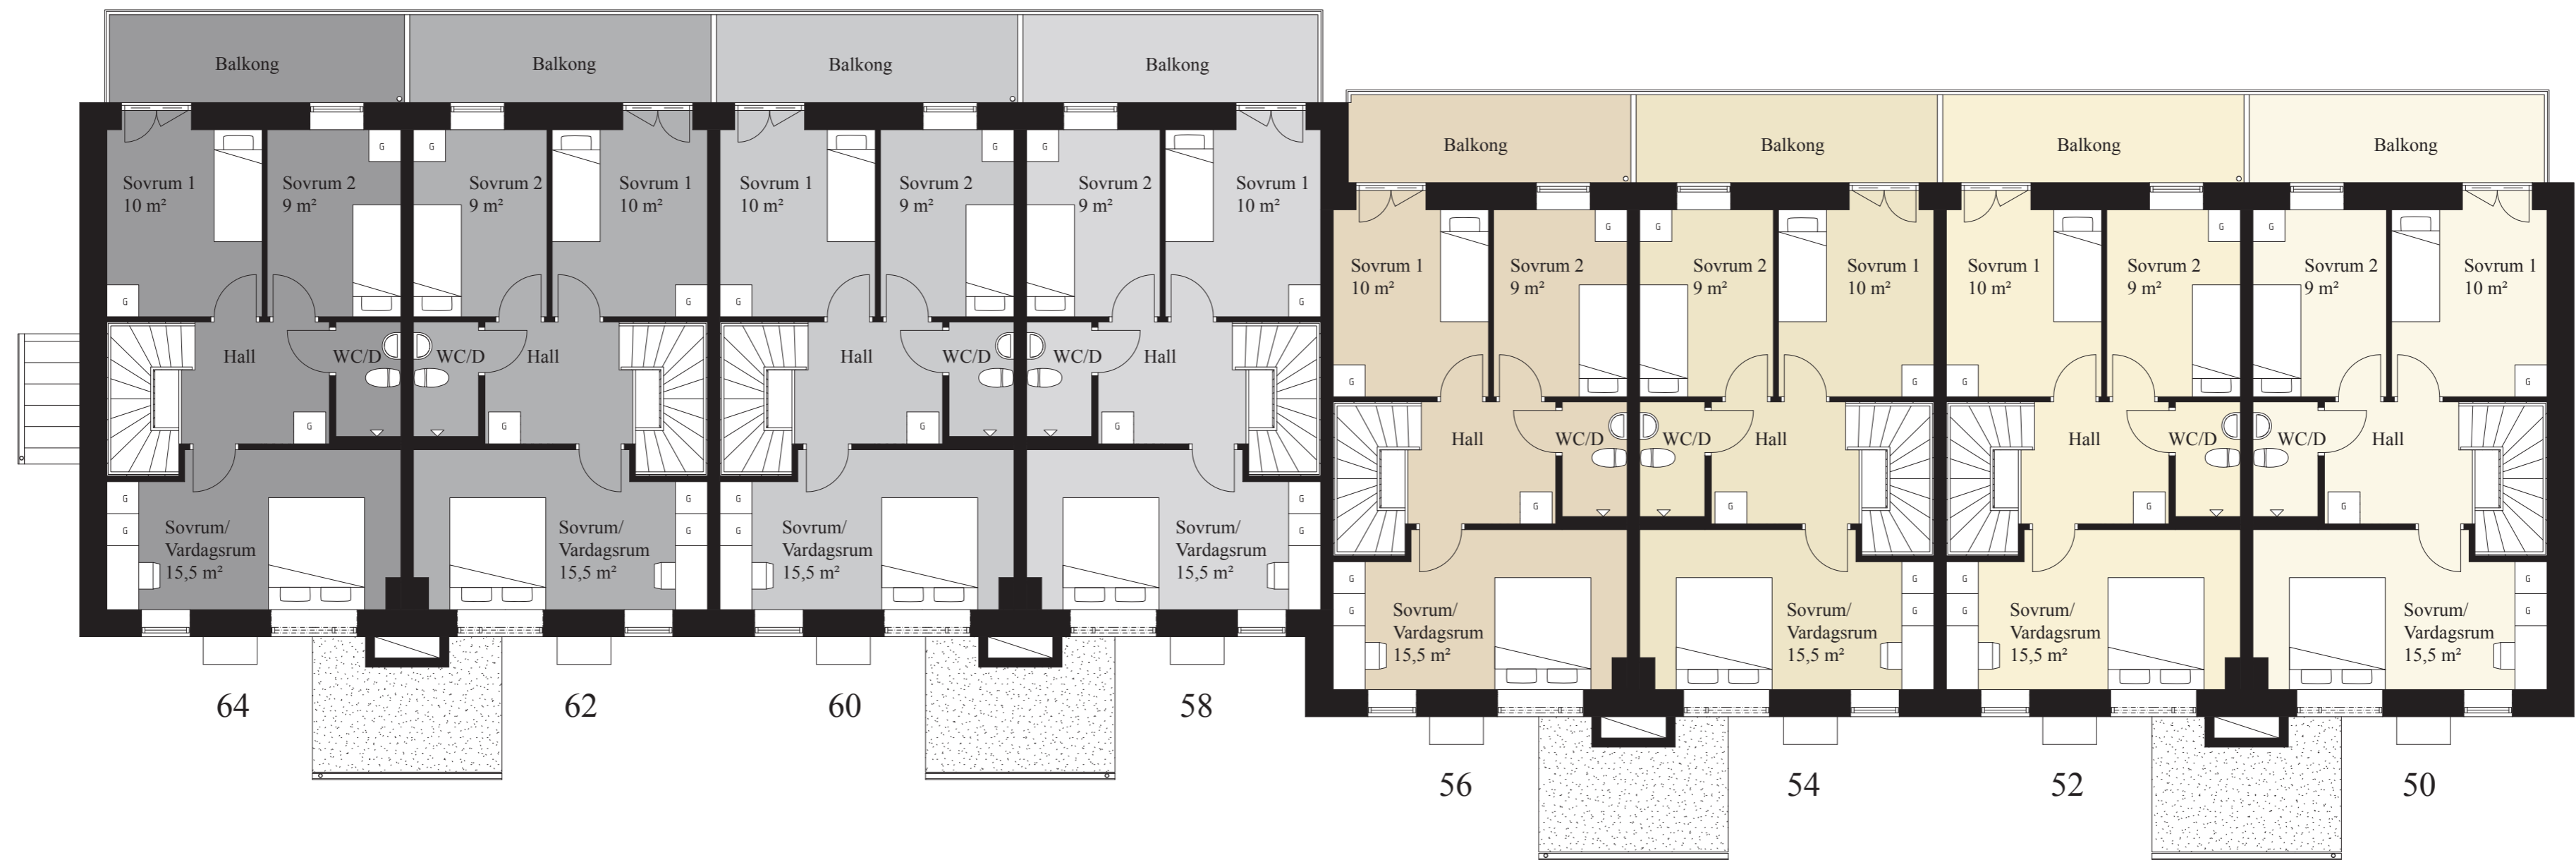 Balkong
Balkong
Balkong
Balkong
Balkong
Balkong
Balkong
Balkong
G
G
G
G
Sovrum 1
10 m²
Sovrum 2
9 m²
Sovrum 2
9 m²
Sovrum 1
10 m²
Sovrum 1
10 m²
Sovrum 2
9 m²
Sovrum 2
9 m²
Sovrum 1
10 m²
G
G
G
G
Sovrum 1
10 m²
Sovrum 2
9 m²
Sovrum 2
9 m²
Sovrum 1
10 m²
Sovrum 1
10 m²
Sovrum 2
9 m²
Sovrum 2
9 m²
Sovrum 1
10 m²
G
G
G
G
Hall
WC/D
WC/D
Hall
Hall
WC/D
WC/D
Hall
G
G
G
G
G
G
G
G
Hall
WC/D
WC/D
Hall
Hall
WC/D
WC/D
Hall
G
G
G
G
G
G
G
G
G
G
G
G
Sovrum/
Vardagsrum
15,5 m²
Sovrum/
Vardagsrum
15,5 m²
Sovrum/
Vardagsrum
15,5 m²
Sovrum/
Vardagsrum
15,5 m²
G
G
G
G
G
G
G
G
Sovrum/
Vardagsrum
15,5 m²
Sovrum/
Vardagsrum
15,5 m²
Sovrum/
Vardagsrum
15,5 m²
Sovrum/
Vardagsrum
15,5 m²
64
62
60
58
56
54
52
50